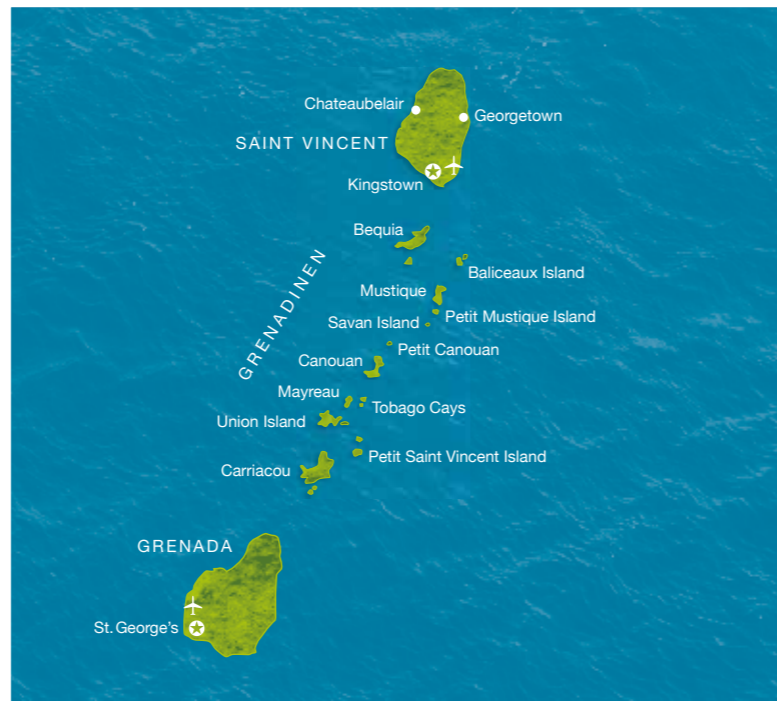 Chateaubelair
Georgetown
SAINT VINCENT
Kingstown
Bequia
Baliceaux Island
GRENADINEN
Mustique
Petit Mustique Island
Savan Island
Petit Canouan
Canouan
Mayreau
Tobago Cays
Union Island
Petit Saint Vincent Island
Carriacou
GRENADA
St. George's